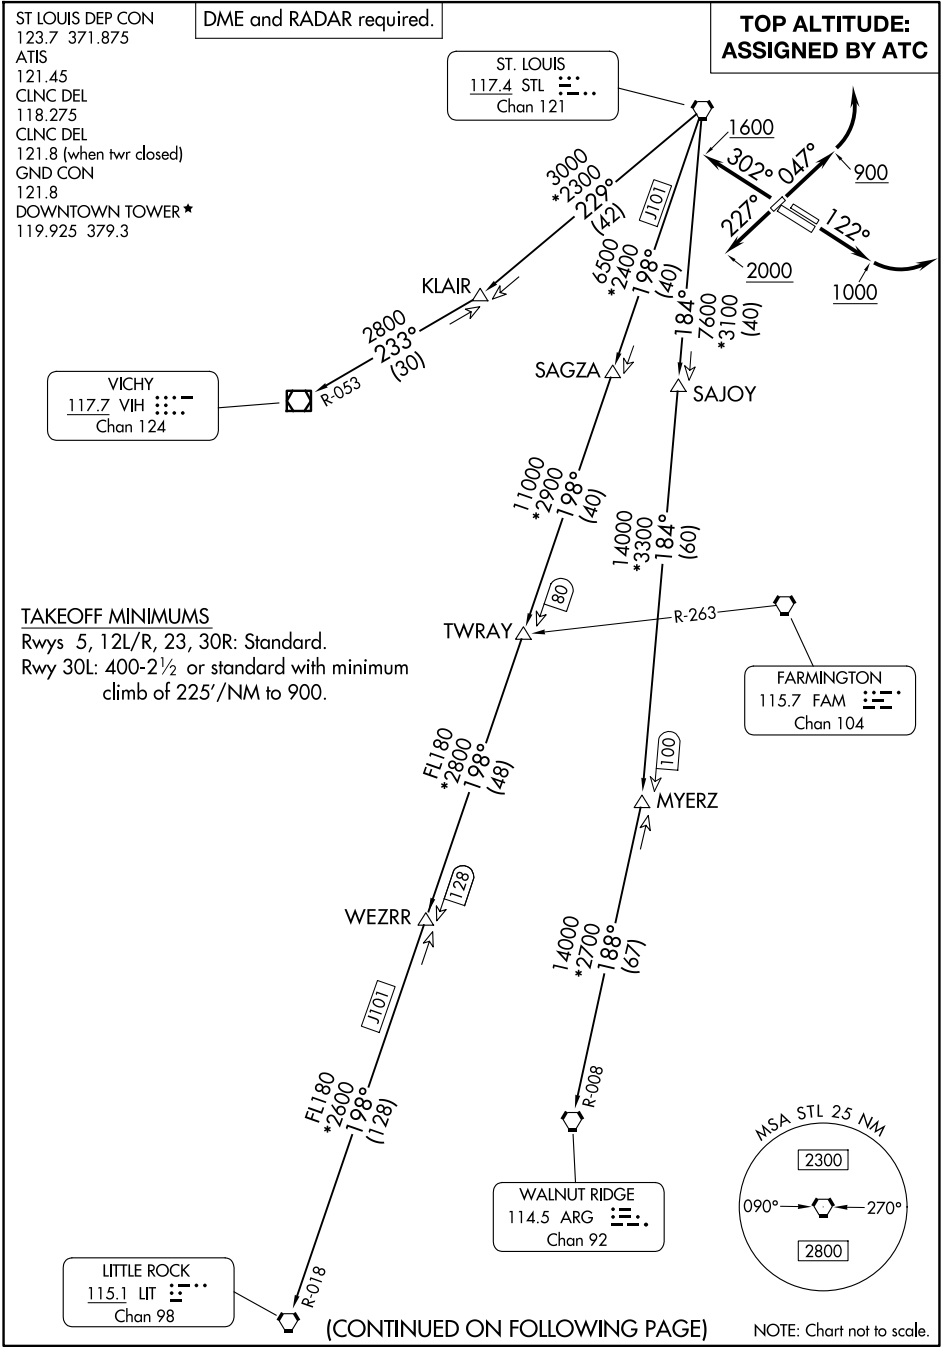 ST LOUIS DEP CON
123.7 371.875
ATIS
121.45
CLNC DEL
118.275
CLNC DEL
121.8 (when twr closed)
GND CON
121.8
DOWNTOWN TOWER★
119.925 379.3
DME and RADAR required.
TOP ALTITUDE:
ASSIGNED BY ATC
ST. LOUIS
117.4 STL
Chan 121
1600
302°
047°
900
227°
2000
122°
1000
3000
*2300
229°
(42)
J101
6500
*2400
198°
(40)
184°
7600
*3100
(40)
KLAIR
2800
233°
(30)
R-053
VICHY
117.7 VIH
Chan 124
SAGZA
SAJOY
11000
*2900
198°
(40)
14000
*3300
184°
(60)
80
TWRAY
R-263
FARMINGTON
115.7 FAM
Chan 104
TAKEOFF MINIMUMS
Rwys 5, 12L/R, 23, 30R: Standard.
Rwy 30L: 400-2½ or standard with minimum
climb of 225'/NM to 900.
FL180
*2800
198°
(48)
100
MYERZ
128
WEZRR
14000
*2700
188°
(67)
J101
FL180
*2600
198°
(128)
R-008
WALNUT RIDGE
114.5 ARG
Chan 92
MSA STL 25 NM
2300
090°
270°
2800
LITTLE ROCK
115.1 LIT
Chan 98
R-018
(CONTINUED ON FOLLOWING PAGE)
NOTE: Chart not to scale.